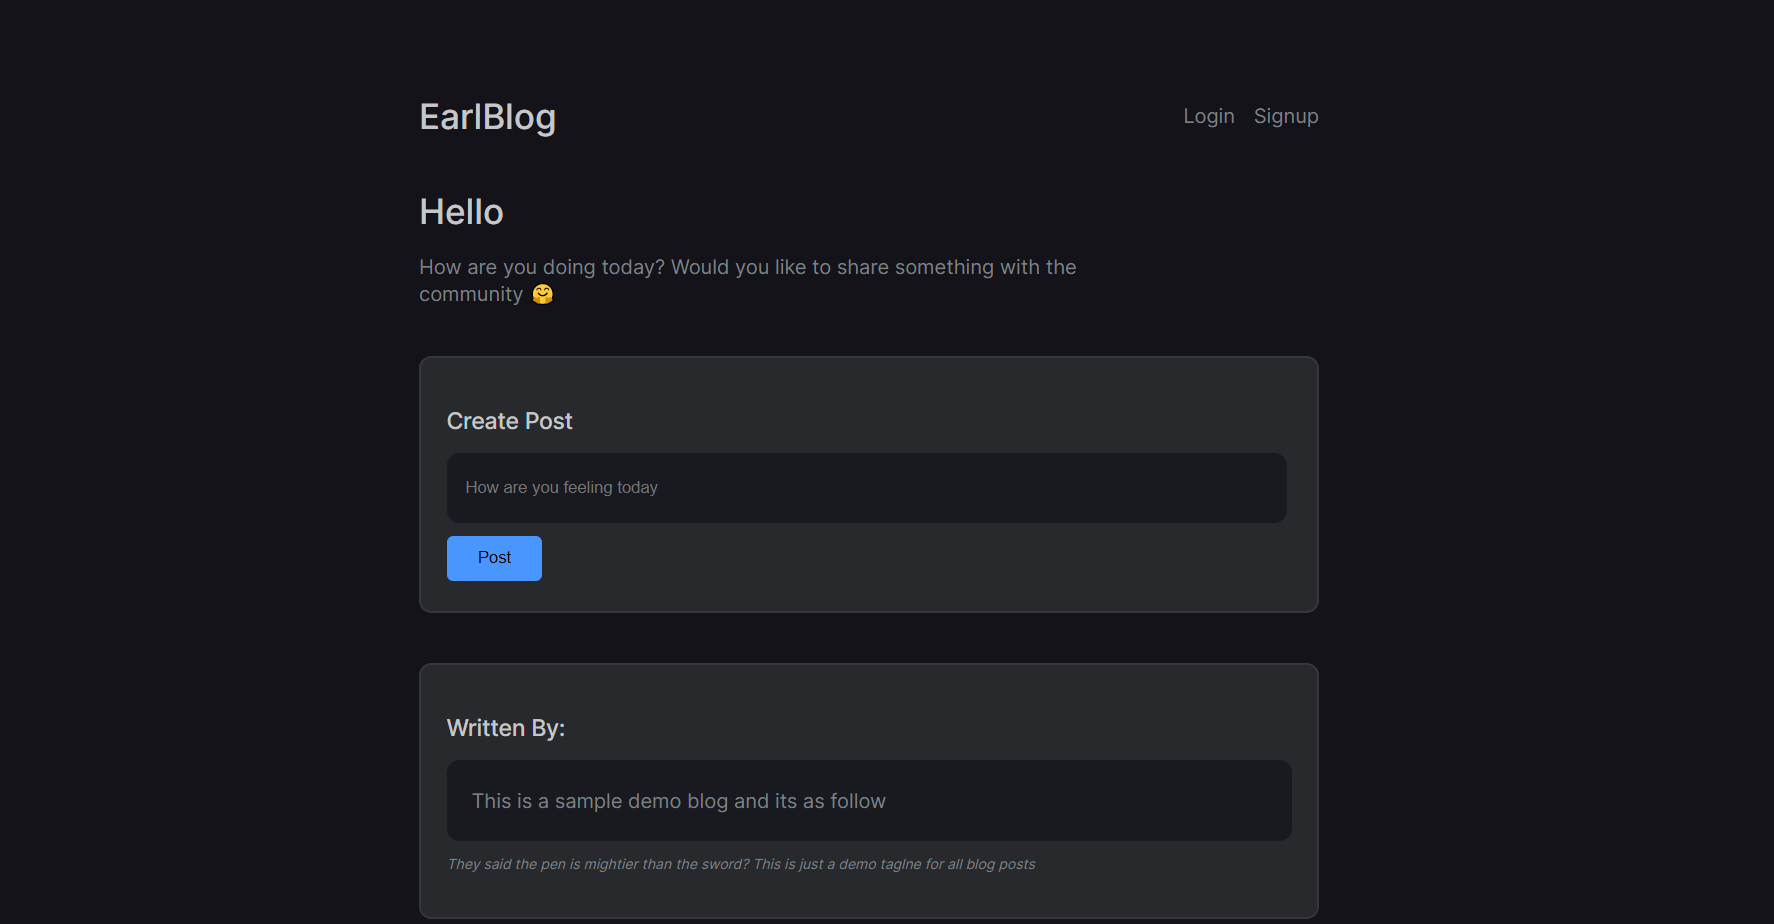 EarlBlog
Login Signup
Hello
How are you doing today? Would you like to share something with the
community 🤗
Create Post
How are you feeling today
Post
Written By:
This is a sample demo blog and its as follow
They said the pen is mightier than the sword? This is just a demo taglne for all blog posts